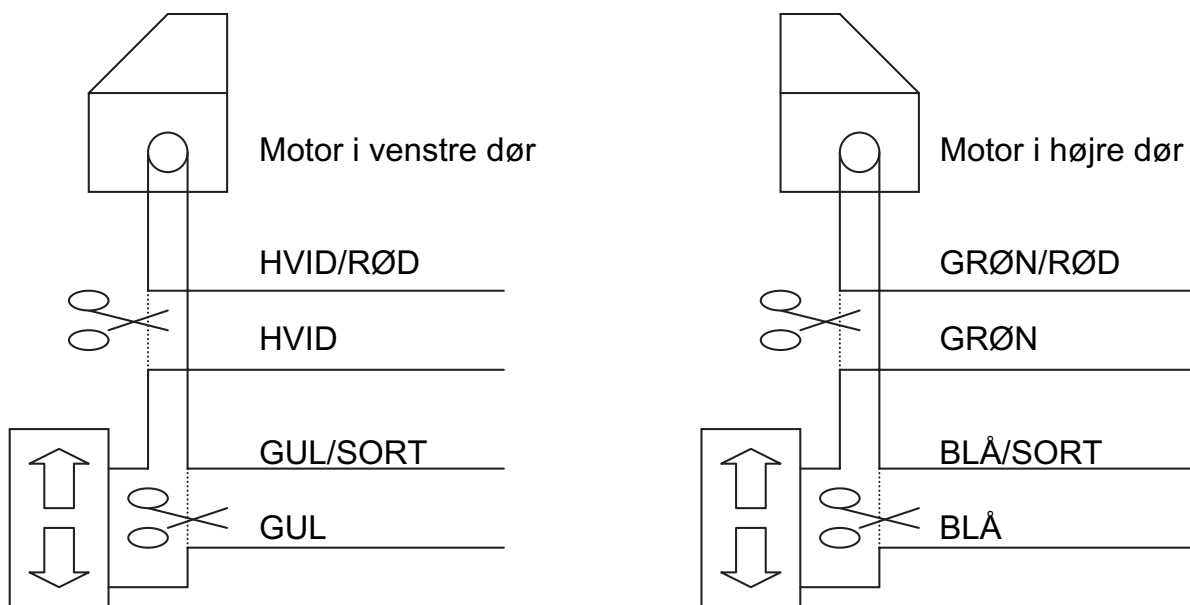 Motor i venstre dør
HVID/RØD
HVID
GUL/SORT
GUL
Motor i højre dør
GRØN/RØD
GRØN
BLÅ/SORT
BLÅ